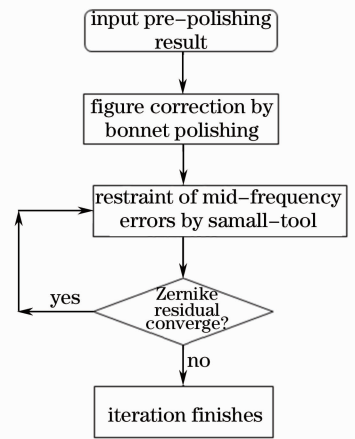 input pre-polishing
result
figure correction by
bonnet polishing
restraint of mid-frequency
errors by samall-tool
Zernike
residual
converge?
yes
no
iteration finishes